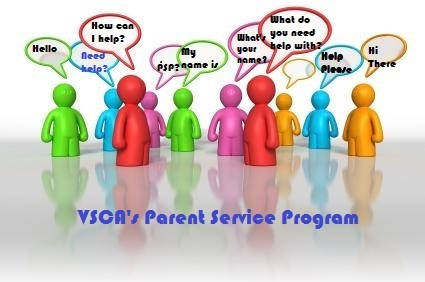 Hello
Need
help?
How can
I help?
psp?
My
name is
What's
your
name?
What do
you need
help with?
Help
Please
Hi
There
VSCA's Parent Service Program